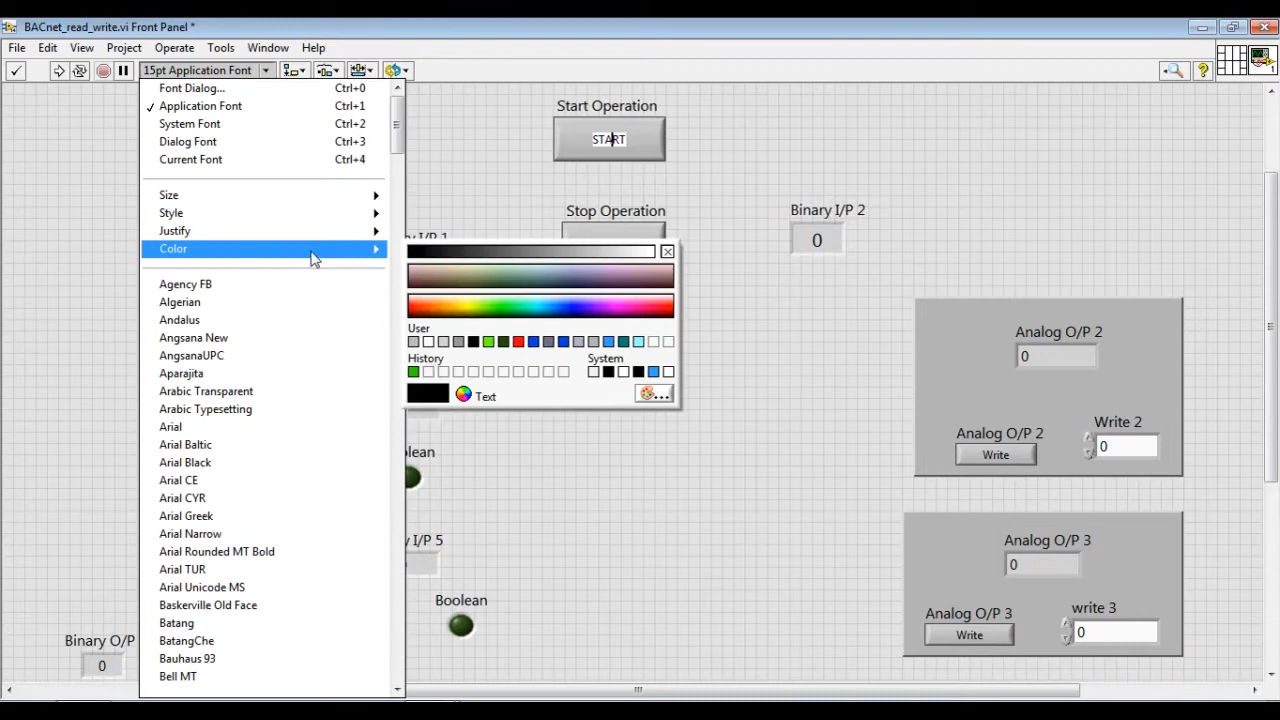 BACnet_read_write.vi Front Panel *
File Edit View Project Operate Tools Window Help
15pt Application Font
Font Dialog... Ctrl+0
Application Font Ctrl+1
System Font Ctrl+2
Dialog Font Ctrl+3
Current Font Ctrl+4
Size
Style
Justify
Color
Agency FB
Algerian
Andalus
Angsana New
AngsanaUPC
Aparajita
Arabic Transparent
Arabic Typesetting
Arial
Arial Baltic
Arial Black
Arial CE
Arial CYR
Arial Greek
Arial Narrow
Arial Rounded MT Bold
Arial TUR
Arial Unicode MS
Baskerville Old Face
Batang
BatangChe
Bauhaus 93
Bell MT
User
History System
Text
...
Start Operation
START
Stop Operation
I/P 1
Binary I/P 2
0
Analog O/P 2
0
Analog O/P 2
Write
Write 2
0
olean
y I/P 5
Boolean
Analog O/P 3
0
Analog O/P 3
Write
write 3
0
Binary O/P
0